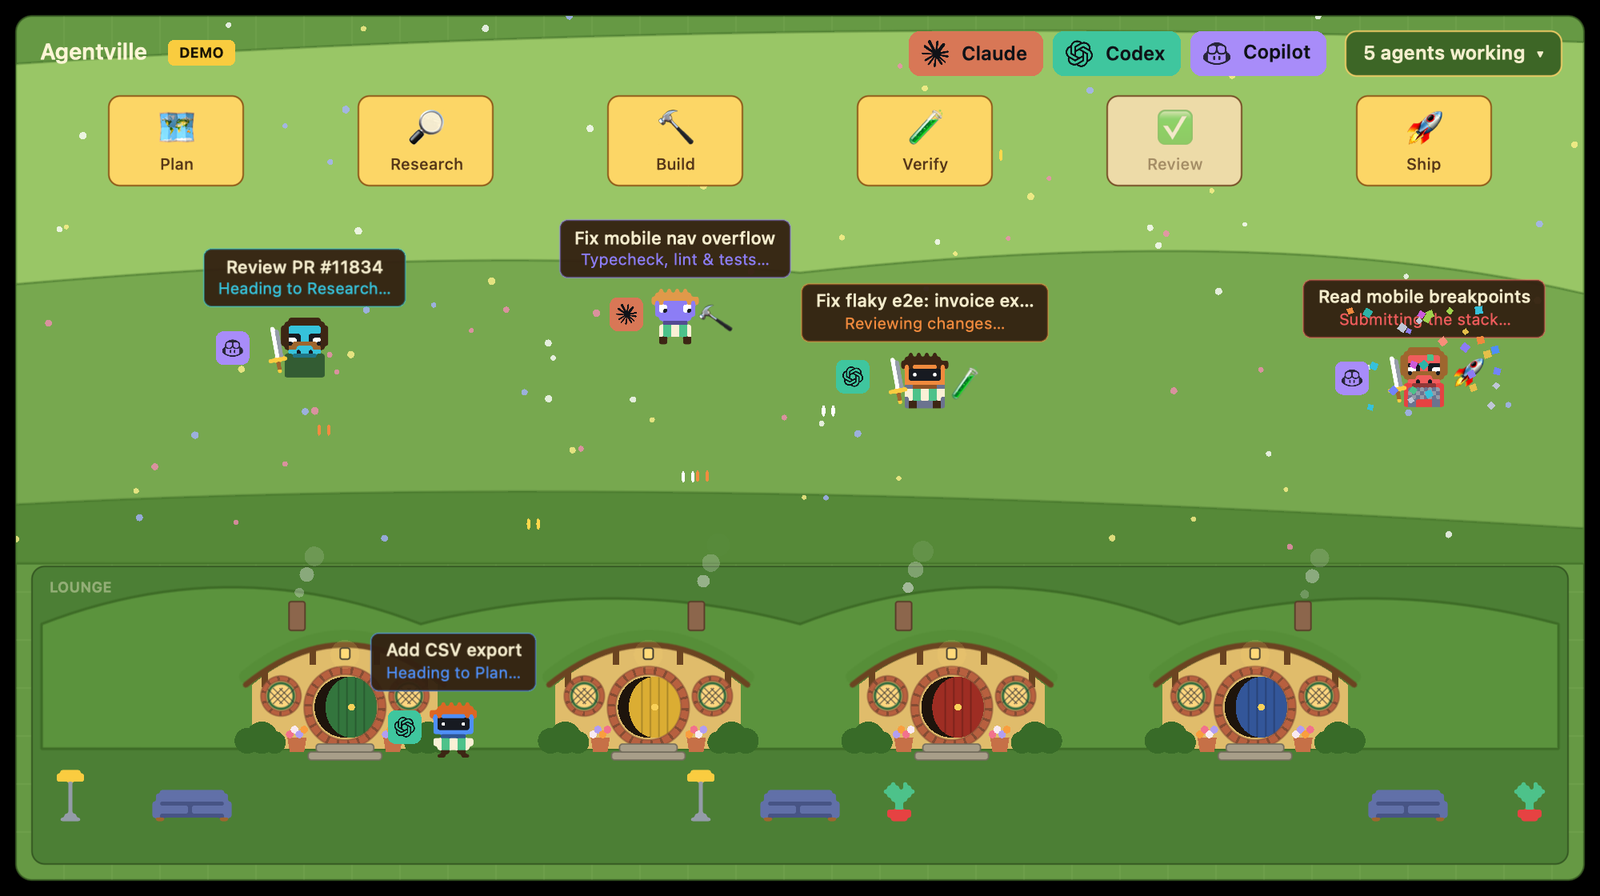 Agentville
DEMO
Claude
Codex
Copilot
5 agents working
Plan
Research
Build
Verify
Review
Ship
Fix mobile nav overflow
Typecheck, lint & tests...
Review PR #11834
Heading to Research...
Fix flaky e2e: invoice ex...
Reviewing changes...
Read mobile breakpoints
Submitting the stack...
LOUNGE
Add CSV export
Heading to Plan...